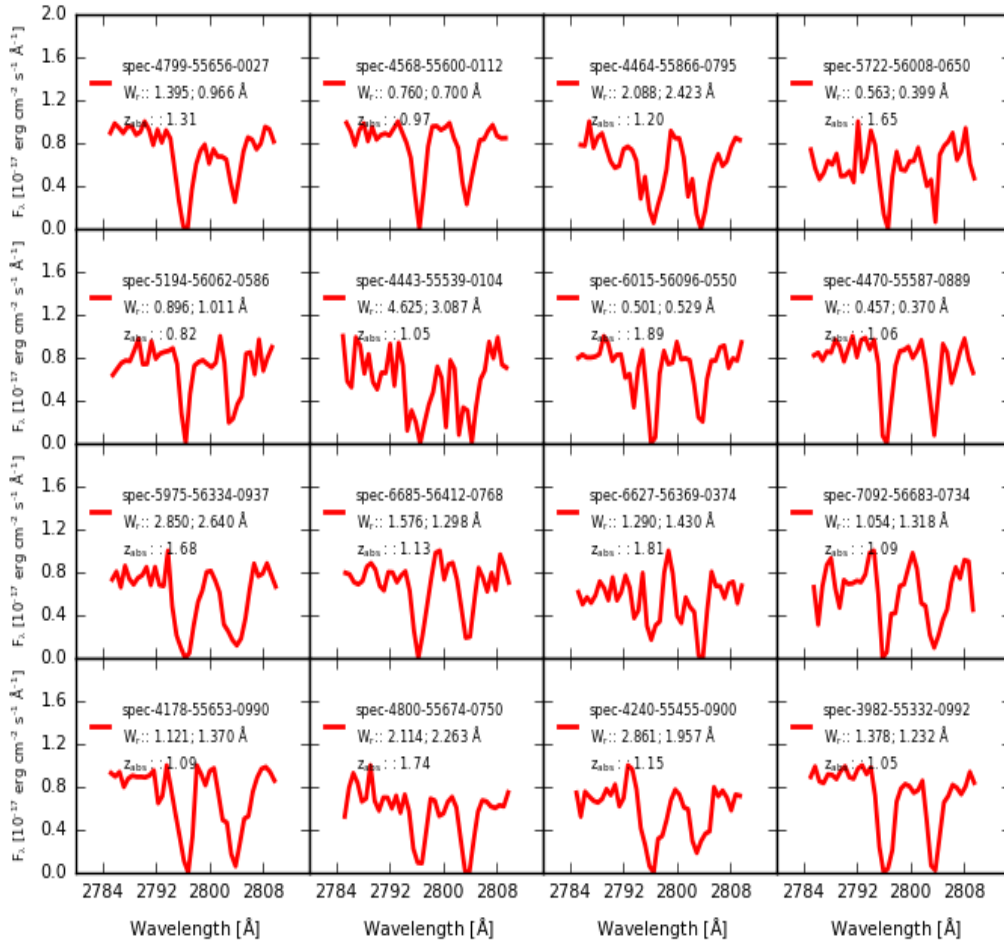 2.0
1.6
1.2
0.8
0.4
0.0
F_λ [10⁻¹⁷ erg cm⁻² s⁻¹ Å⁻¹]
spec-4799-55656-0027
W_r:: 1.395; 0.966 Å
z_abs::1.31
spec-4568-55600-0112
W_r:: 0.760; 0.700 Å
z_abs::0.97
spec-4464-55866-0795
W_r:: 2.088; 2.423 Å
z_abs::1.20
spec-5722-56008-0650
W_r:: 0.563; 0.399 Å
z_abs::1.65
1.6
1.2
0.8
0.4
0.0
F_λ [10⁻¹⁷ erg cm⁻² s⁻¹ Å⁻¹]
spec-5194-56062-0586
W_r:: 0.896; 1.011 Å
z_abs::0.82
spec-4443-55539-0104
W_r:: 4.625; 3.087 Å
z_abs::1.05
spec-6015-56096-0550
W_r:: 0.501; 0.529 Å
z_abs::1.89
spec-4470-55587-0889
W_r:: 0.457; 0.370 Å
z_abs::1.06
1.6
1.2
0.8
0.4
0.0
F_λ [10⁻¹⁷ erg cm⁻² s⁻¹ Å⁻¹]
spec-5975-56334-0937
W_r:: 2.850; 2.640 Å
z_abs::1.68
spec-6685-56412-0768
W_r:: 1.576; 1.298 Å
z_abs::1.13
spec-6627-56369-0374
W_r:: 1.290; 1.430 Å
z_abs::1.81
spec-7092-56683-0734
W_r:: 1.054; 1.318 Å
z_abs::1.09
1.6
1.2
0.8
0.4
0.0
F_λ [10⁻¹⁷ erg cm⁻² s⁻¹ Å⁻¹]
spec-4178-55653-0990
W_r:: 1.121; 1.370 Å
z_abs::1.09
spec-4800-55674-0750
W_r:: 2.114; 2.263 Å
z_abs::1.74
spec-4240-55455-0900
W_r:: 2.861; 1.957 Å
z_abs::1.15
spec-3982-55332-0992
W_r:: 1.378; 1.232 Å
z_abs::1.05
2784 2792 2800 2808 2784 2792 2800 2808 2784 2792 2800 2808 2784 2792 2800 2808
Wavelength [Å] Wavelength [Å] Wavelength [Å] Wavelength [Å]